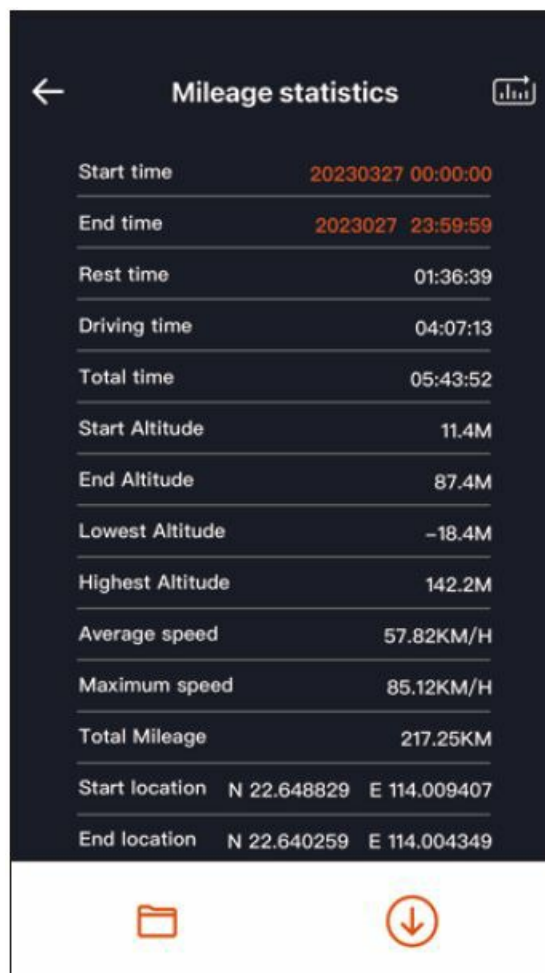 Mileage statistics
Start time 20230327 00:00:00
End time 2023027 23:59:59
Rest time 01:36:39
Driving time 04:07:13
Total time 05:43:52
Start Altitude 11.4M
End Altitude 87.4M
Lowest Altitude -18.4M
Highest Altitude 142.2M
Average speed 57.82KM/H
Maximum speed 85.12KM/H
Total Mileage 217.25KM
Start location N 22.648829 E 114.009407
End location N 22.640259 E 114.004349